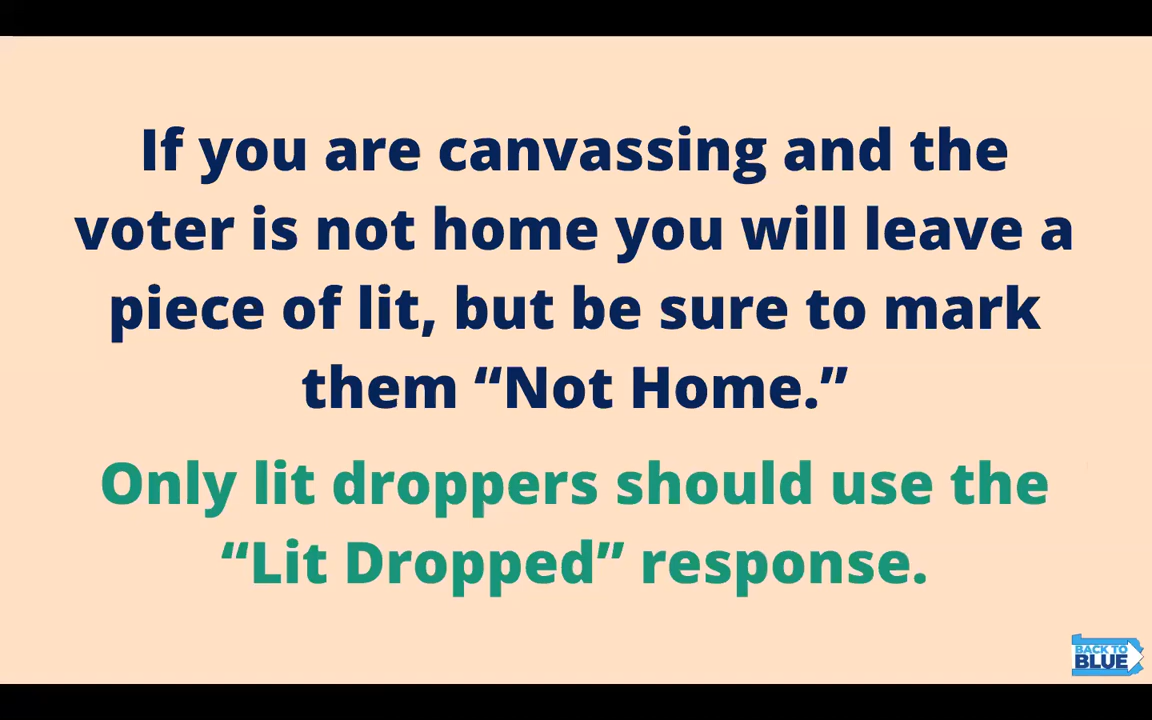 If you are canvassing and the
voter is not home you will leave a
piece of lit, but be sure to mark
them “Not Home.”
Only lit droppers should use the
“Lit Dropped” response.
BACK TO
BLUE